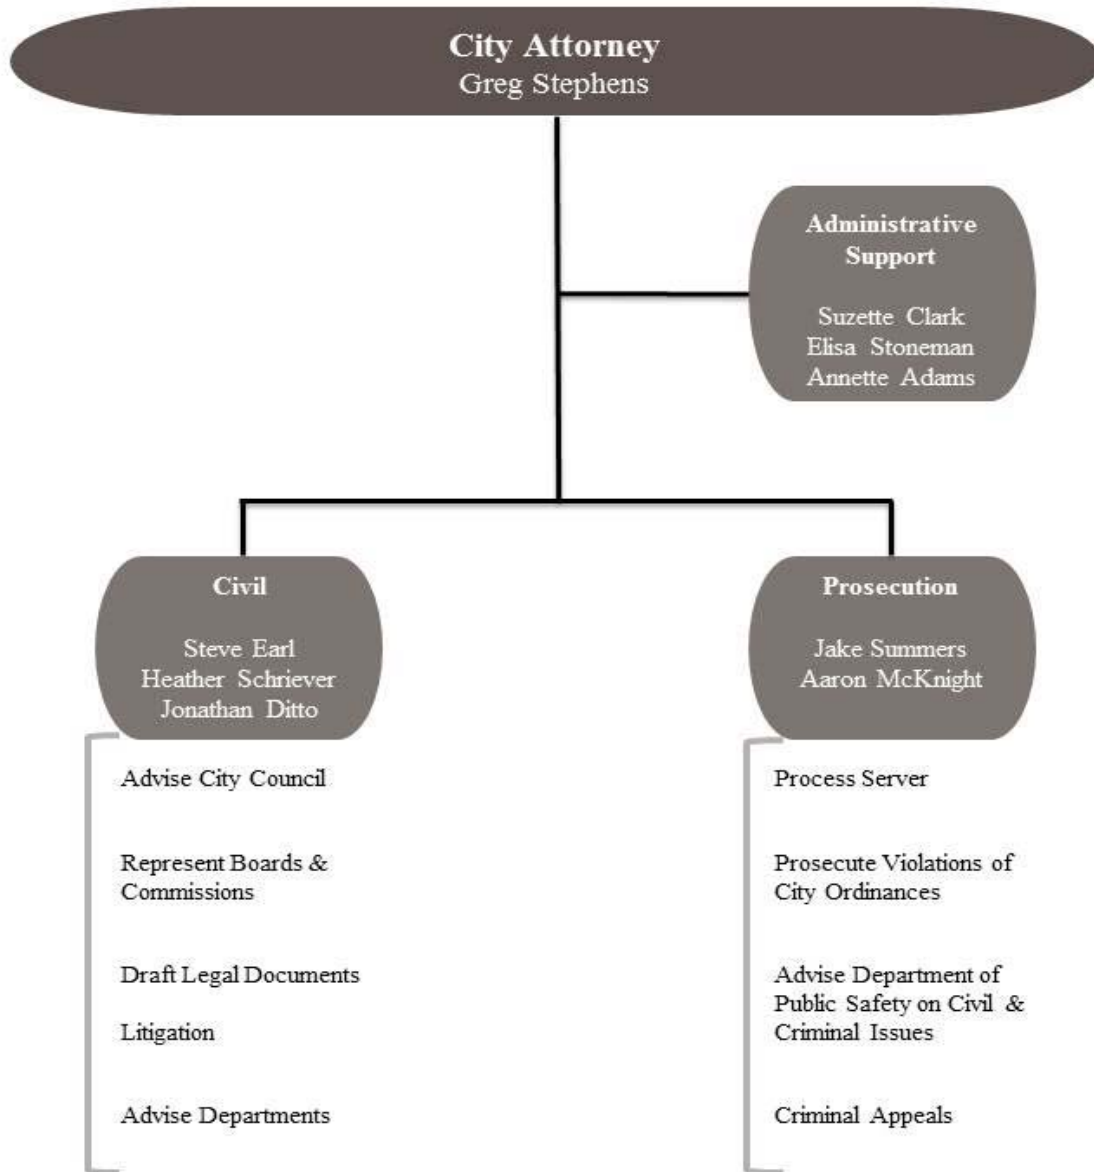 City Attorney
Greg Stephens
Administrative
Support
Suzette Clark
Elisa Stoneman
Annette Adams
Civil
Steve Earl
Heather Schriever
Jonathan Ditto
Prosecution
Jake Summers
Aaron McKnight
Advise City Council
Represent Boards &
Commissions
Draft Legal Documents
Litigation
Advise Departments
Process Server
Prosecute Violations of
City Ordinances
Advise Department of
Public Safety on Civil &
Criminal Issues
Criminal Appeals